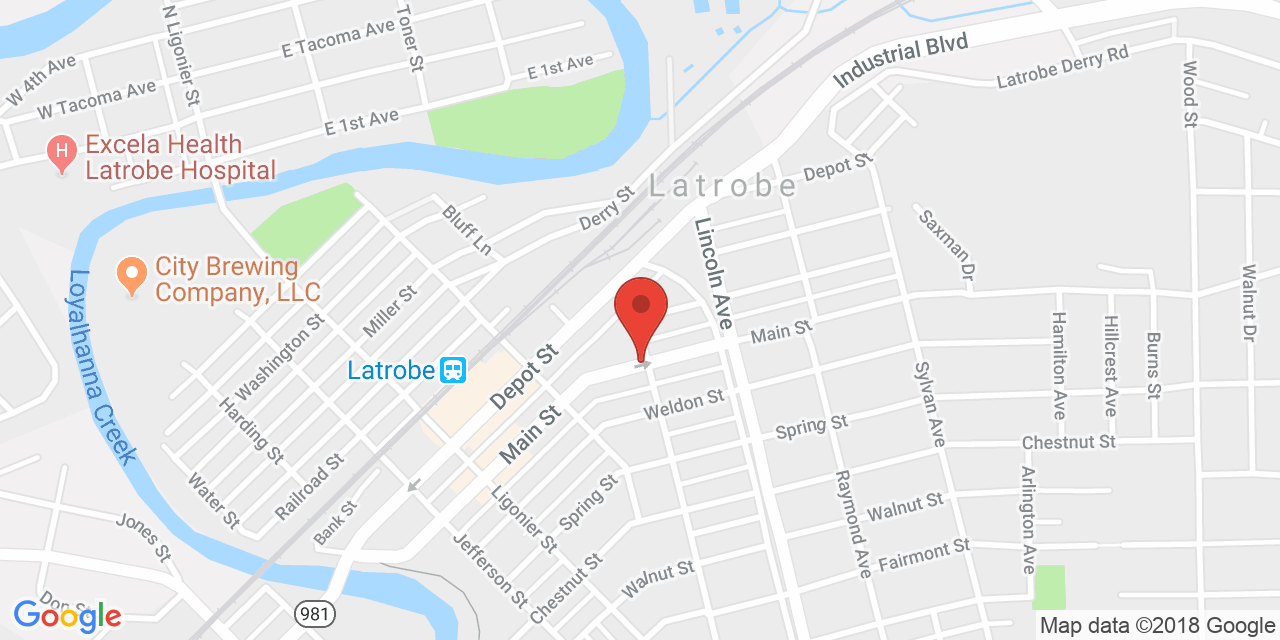 N Ligonier St
E Tacoma Ave
Toner St
W 4th Ave
W Tacoma Ave
E 1st Ave
E 1st Ave
Industrial Blvd
Latrobe Derry Rd
Wood St
Excela Health
Latrobe Hospital
Depot St
Latrobe
Derry St
Bluff Ln
Lincoln Ave
Saxman Dr
City Brewing
Company, LLC
Loyalhanna Creek
Miller St
Washington St
Walnut Dr
Main St
Hamilton Ave
Hillcrest Ave
Burns St
Latrobe
Depot St
Main St
Weldon St
Spring St
Sylvan Ave
Chestnut St
Harding St
Railroad St
Water St
Bank St
Ligonier St
Spring St
Jefferson St
Chestnut St
Walnut St
Raymond Ave
Walnut St
Fairmont St
Arlington Ave
Jones St
981
Google
Map data ©2018 Google